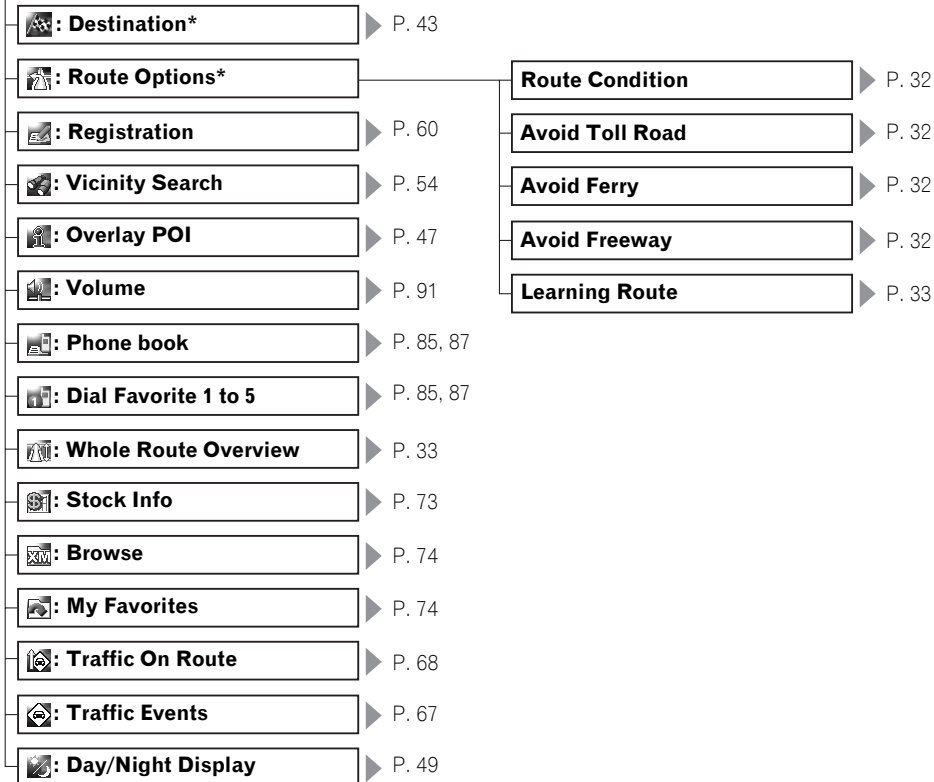 : Destination* P. 43
: Route Options*
Route Condition P. 32
Avoid Toll Road P. 32
Avoid Ferry P. 32
Avoid Freeway P. 32
Learning Route P. 33
: Registration P. 60
: Vicinity Search P. 54
: Overlay POI P. 47
: Volume P. 91
: Phone book P. 85, 87
1 : Dial Favorite 1 to 5 P. 85, 87
: Whole Route Overview P. 33
: Stock Info P. 73
XM : Browse P. 74
: My Favorites P. 74
: Traffic On Route P. 68
: Traffic Events P. 67
: Day/Night Display P. 49